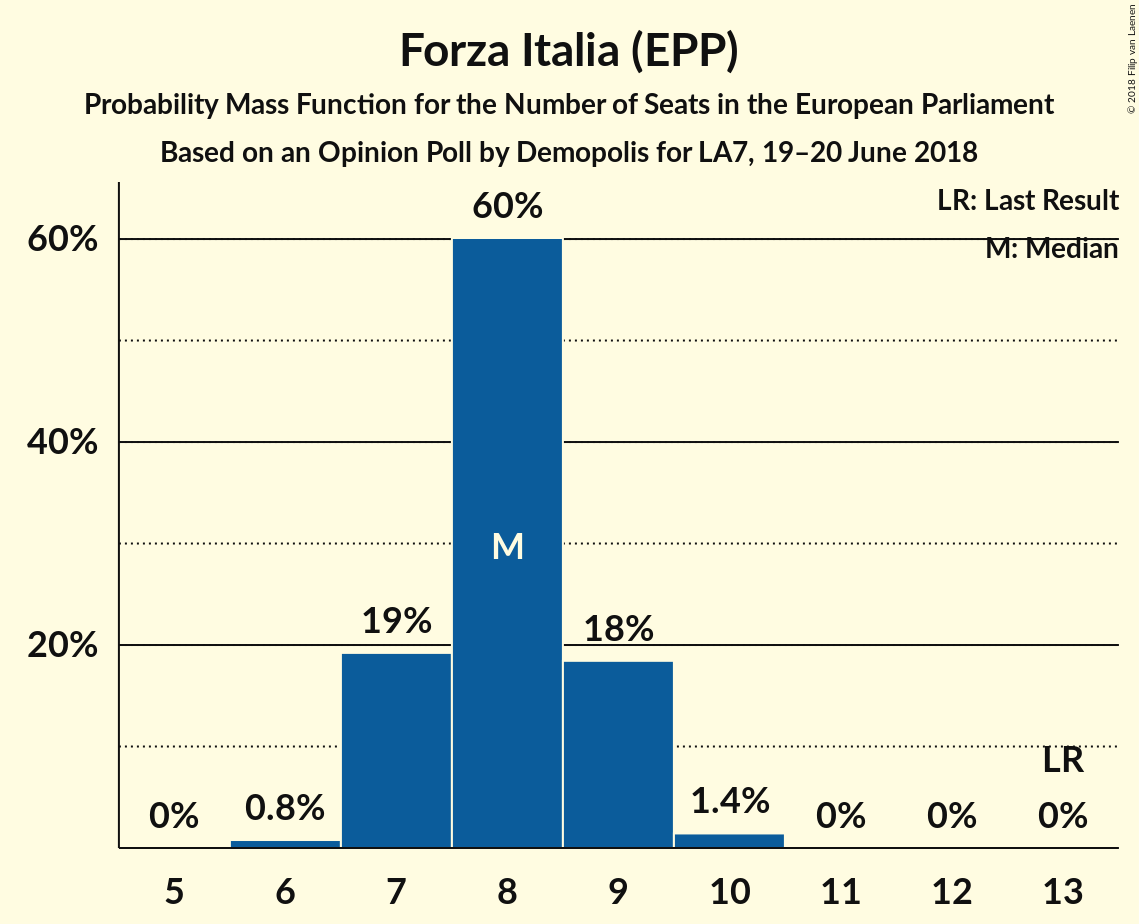 Forza Italia (EPP)
Probability Mass Function for the Number of Seats in the European Parliament
Based on an Opinion Poll by Demopolis for LA7, 19–20 June 2018
© 2018 Filip van Laenen
LR: Last Result
M: Median
60%
40%
20%
0%
0.8%
19%
60%
M
18%
1.4%
0%
0%
LR
0%
5 6 7 8 9 10 11 12 13